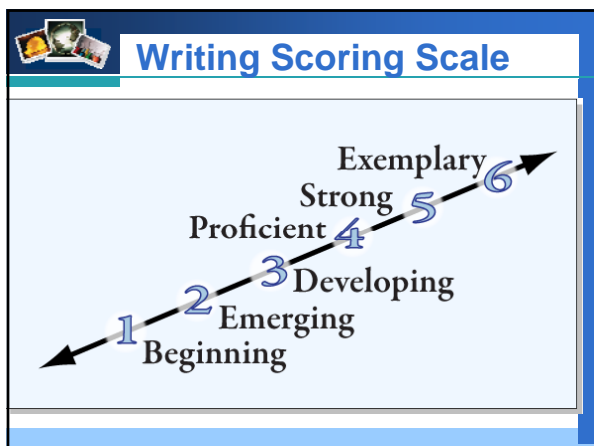 Writing Scoring Scale
Exemplary 6
Strong 5
Proficient 4
3 Developing
2 Emerging
1 Beginning